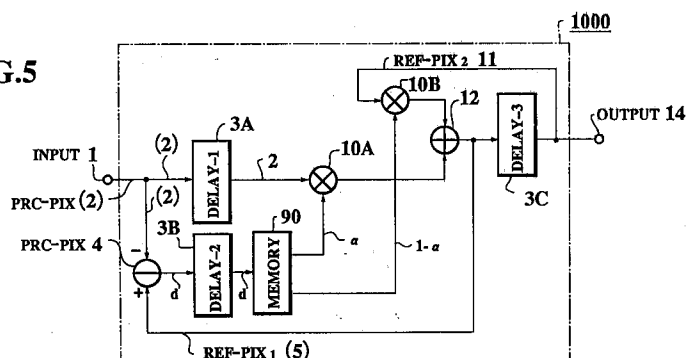 G.5
1000
REF-PIX 2 11
10B
12
3A
DELAY-1
(2)
2
10A
INPUT 1
PRC-PIX (2)
(2)
DELAY-3
3C
OUTPUT 14
PRC-PIX 4
−
+
d
3B
DELAY-2
d
90
MEMORY
α
1-α
REF-PIX 1 (5)